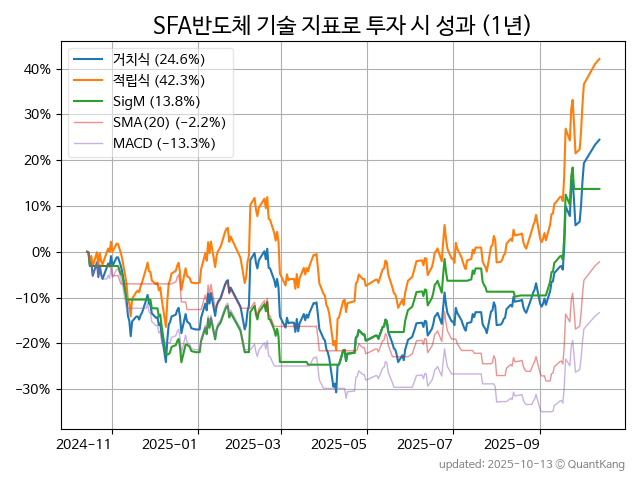 SFA반도체 기술 지표로 투자 시 성과 (1년)
거치식 (24.6%)
적립식 (42.3%)
SigM (13.8%)
SMA(20) (−2.2%)
MACD (−13.3%)
40%
30%
20%
10%
0%
−10%
−20%
−30%
2024-11 2025-01 2025-03 2025-05 2025-07 2025-09
updated: 2025-10-13 ⓒ QuantKang